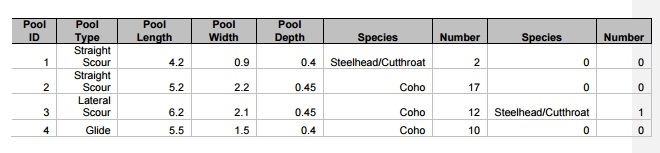 Pool ID Pool Type Pool Length Pool Width Pool Depth Species Number Species Number
1 Straight Scour 4.2 0.9 0.4 Steelhead/Cutthroat 2 0 0
2 Straight Scour 5.2 2.2 0.45 Coho 17 0 0
3 Lateral Scour 6.2 2.1 0.45 Coho 12 Steelhead/Cutthroat 1
4 Glide 5.5 1.5 0.4 Coho 10 0 0